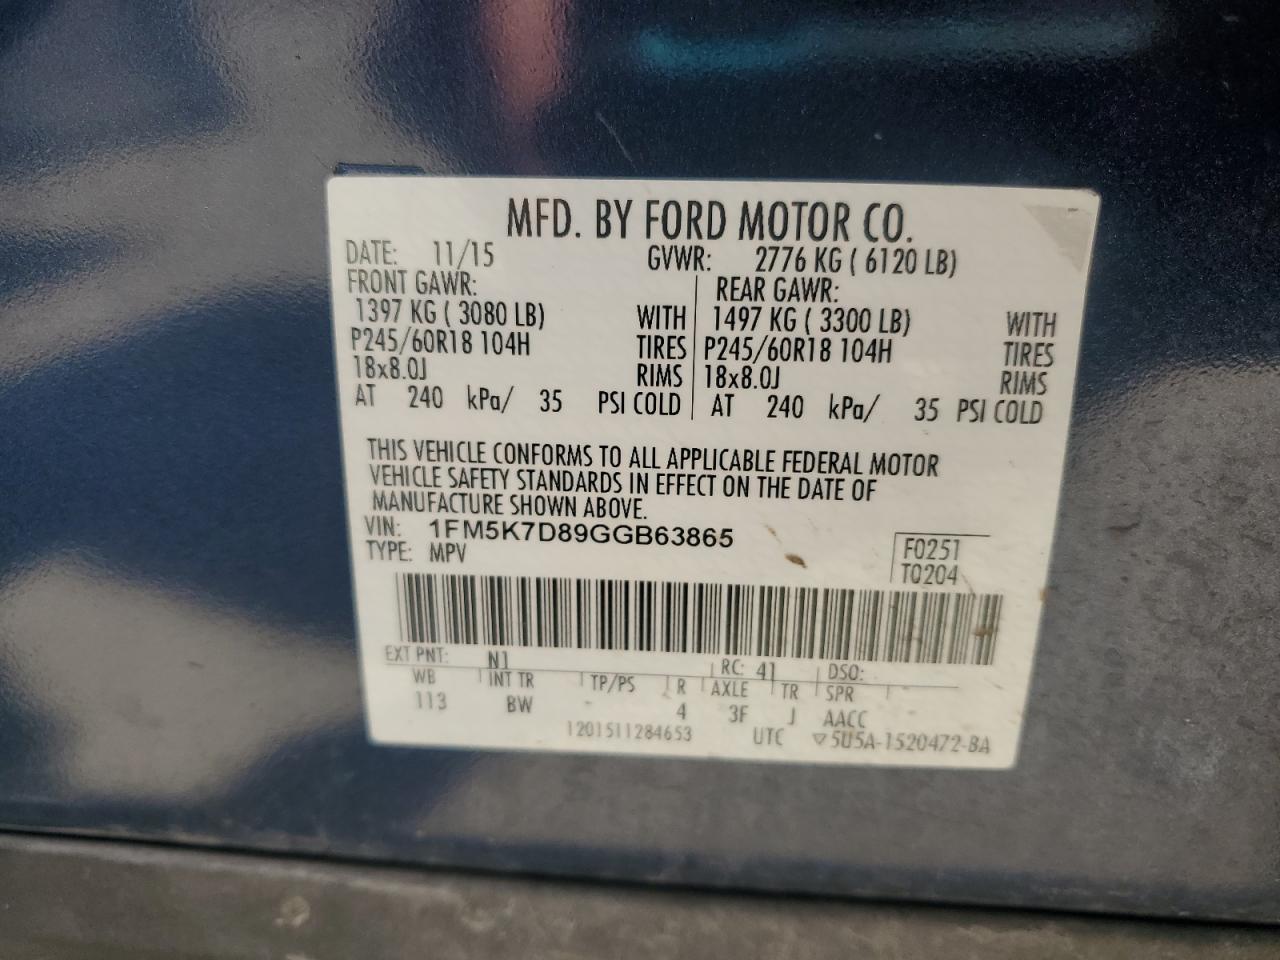 MFD. BY FORD MOTOR CO.
DATE: 11/15 GVWR: 2776 KG ( 6120 LB)
FRONT GAWR: REAR GAWR:
1397 KG ( 3080 LB) WITH 1497 KG ( 3300 LB) WITH
P245/60R18 104H TIRES P245/60R18 104H TIRES
18x8.0J RIMS 18x8.0J RIMS
AT 240 kPa/ 35 PSI COLD AT 240 kPa/ 35 PSI COLD
THIS VEHICLE CONFORMS TO ALL APPLICABLE FEDERAL MOTOR
VEHICLE SAFETY STANDARDS IN EFFECT ON THE DATE OF
MANUFACTURE SHOWN ABOVE.
VIN: 1FM5K7D89GGB63865
TYPE: MPV
F0251
T0204
EXT PNT: N1 RC: 41 DSO:
WB INT TR TP/PS R AXLE TR SPR
113 BW - 4 3F J AACC
1201511284653 UTC ▽5U5A-1520472-BA